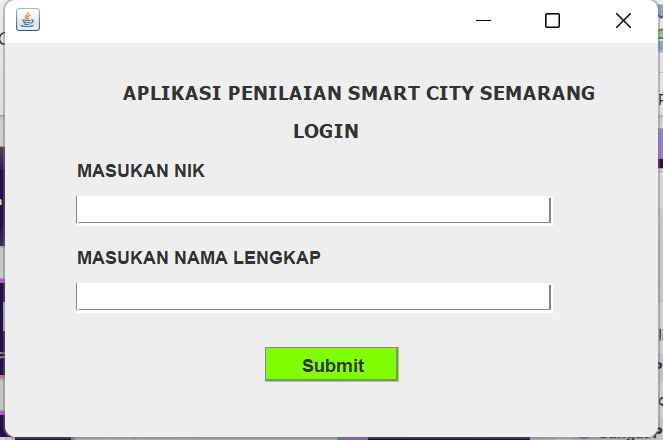 APLIKASI PENILAIAN SMART CITY SEMARANG
LOGIN
MASUKAN NIK
MASUKAN NAMA LENGKAP
Submit